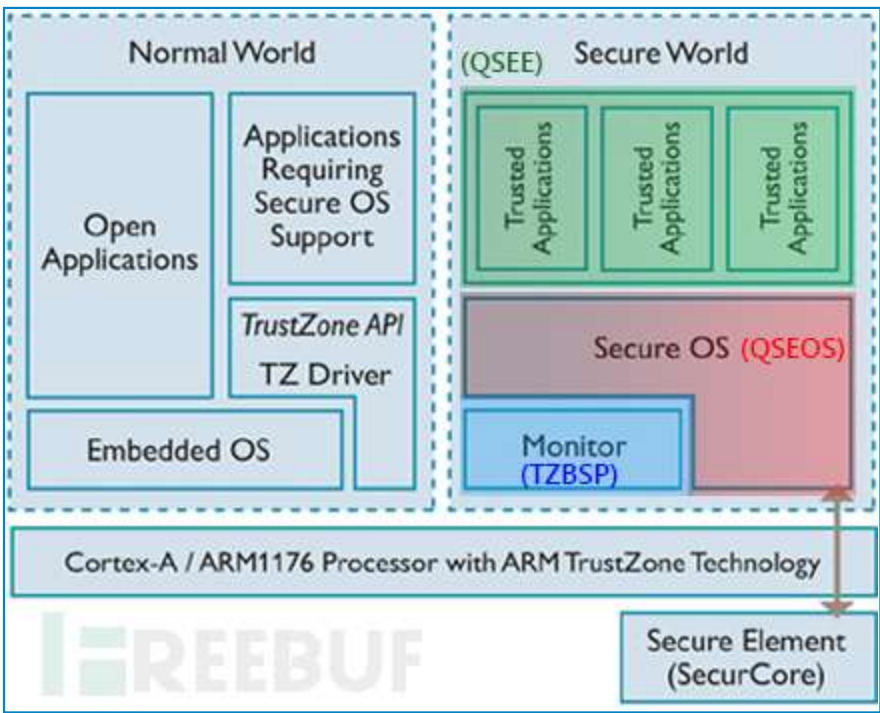 Normal World
Open
Applications
Applications
Requiring
Secure OS
Support
TrustZone API
TZ Driver
Embedded OS
(QSEE) Secure World
Trusted
Applications
Trusted
Applications
Trusted
Applications
Secure OS (QSEOS)
Monitor
(TZBSP)
Cortex-A / ARM1176 Processor with ARM TrustZone Technology
Secure Element
(SecurCore)
FREEBUF